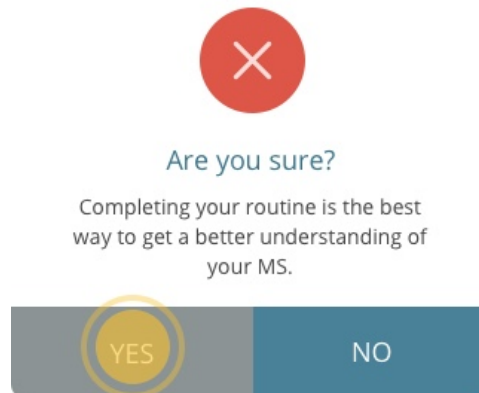 Are you sure?
Completing your routine is the best
way to get a better understanding of
your MS.
YES
NO